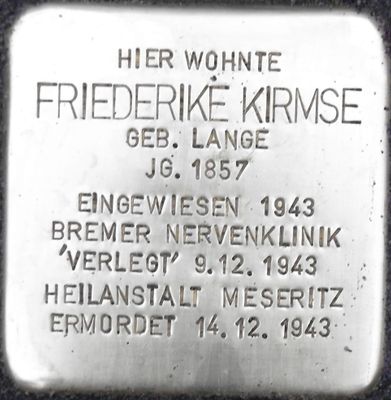 HIER WOHNTE
FRIEDERIKE KIRMSE
GEB. LANGE
JG. 1857
EINGEWIESEN 1943
BREMER NERVENKLINIK
'VERLEGT' 9.12.1943
HEILANSTALT MESERITZ
ERMORDET 14.12.1943